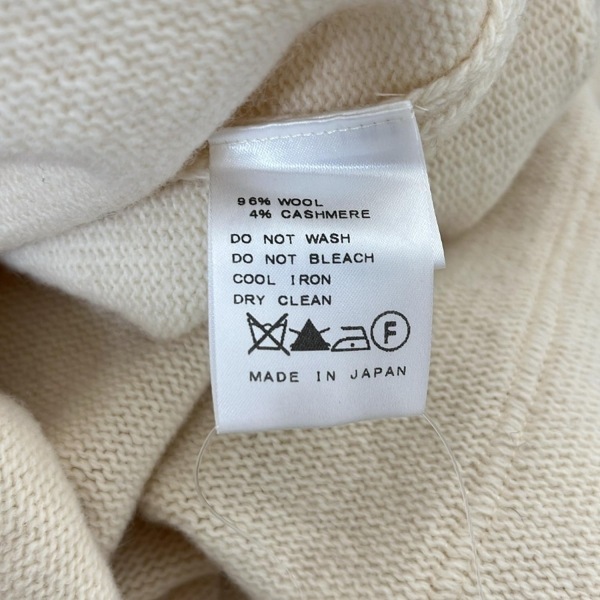 96% WOOL
4% CASHMERE
DO NOT WASH
DO NOT BLEACH
COOL IRON
DRY CLEAN
F
MADE IN JAPAN